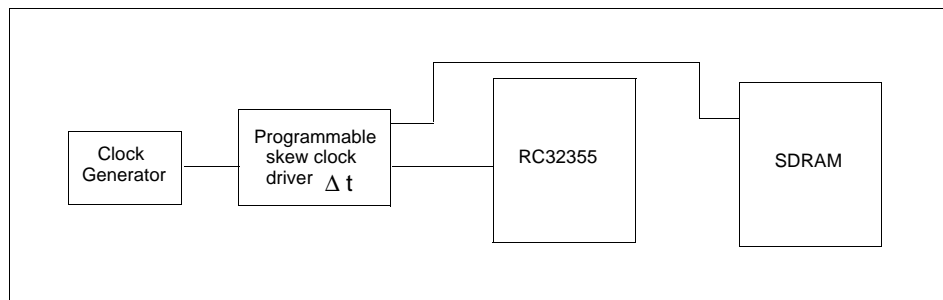 Clock
Generator
Programmable
skew clock
driver Δ t
RC32355
SDRAM